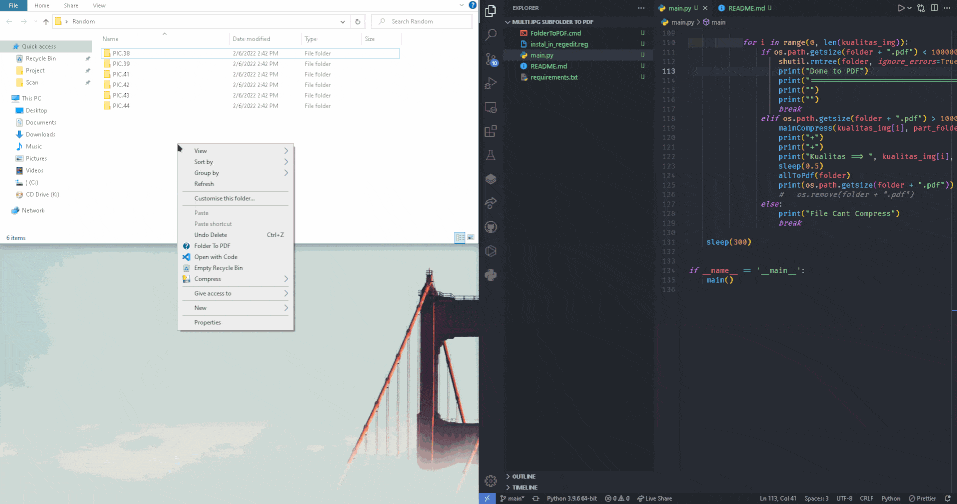 File Home Share View
Random
Search Random
Name Date modified Type Size
Quick access
Recycle Bin
Project
Scan
This PC
Desktop
Documents
Downloads
Music
Pictures
Videos
(C:)
CD Drive (K:)
Network
PIC.38 2/6/2022 2:42 PM File folder
PIC.39 2/6/2022 2:42 PM File folder
PIC.41 2/6/2022 2:42 PM File folder
PIC.42 2/6/2022 2:42 PM File folder
PIC.43 2/6/2022 2:42 PM File folder
PIC.44 2/6/2022 2:42 PM File folder
6 items
View
Sort by
Group by
Refresh
Customise this folder...
Paste
Paste shortcut
Undo Delete Ctrl+Z
Folder To PDF
Open with Code
Empty Recycle Bin
Compress
Give access to
New
Properties
EXPLORER
MULTI JPG SUBFOLDER TO PDF
FolderToPDF.cmd U
instal_in_regedit.reg U
main.py U
README.md U
requirements.txt U
10
OUTLINE
TIMELINE
main.py U README.md U
main.py > main
109
110 for i in range(0, len(kualitas_img)):
111 if os.path.getsize(folder + ".pdf") < 100000
112 shutil.rmtree(folder, ignore_errors=True
113 print("Done to PDF")
114 print("
115 print("")
116 print("")
117 break
118 elif os.path.getsize(folder + ".pdf") > 1000
119 mainCompress(kualitas_img[i], part_folde
120 print("+")
121 print("+")
122 print("Kualitas ==> ", kualitas_img[i],
123 sleep(0.5)
124 allToPdf(folder)
125 print(os.path.getsize(folder + ".pdf"))
126 # os.remove(folder + ".pdf")
127 else:
128 print("File Cant Compress")
129 break
130
131 sleep(300)
132
133
134 if __name__ == '__main__':
135 main()
136
main* Python 3.9.6 64-bit 0 0 Live Share Ln 113, Col 41 Spaces: 3 UTF-8 CRLF Python Prettier